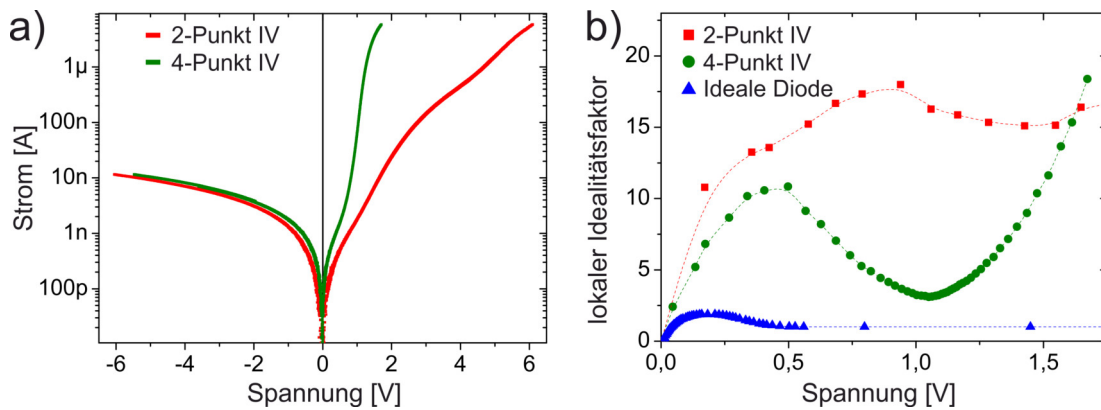 a)
2-Punkt IV
4-Punkt IV
1µ
100n
10n
1n
100p
Strom [A]
-6 -4 -2 0 2 4 6
Spannung [V]
b)
2-Punkt IV
4-Punkt IV
Ideale Diode
20
15
10
5
0
lokaler Idealitätsfaktor
0,0 0,5 1,0 1,5
Spannung [V]